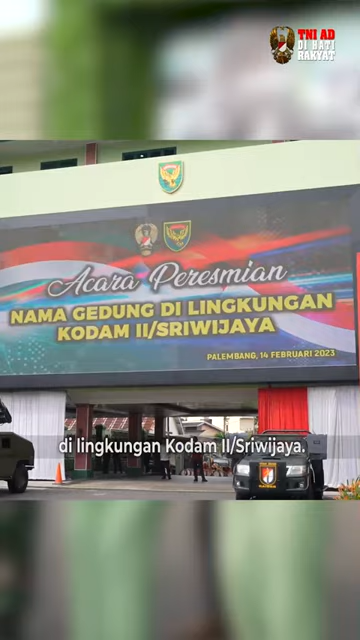 TNI AD
DI HATI
RAKYAT
Acara Peresmian
NAMA GEDUNG DI LINGKUNGAN
KODAM II/SRIWIJAYA
PALEMBANG, 14 FEBRUARI 2023
di lingkungan Kodam II/Sriwijaya.